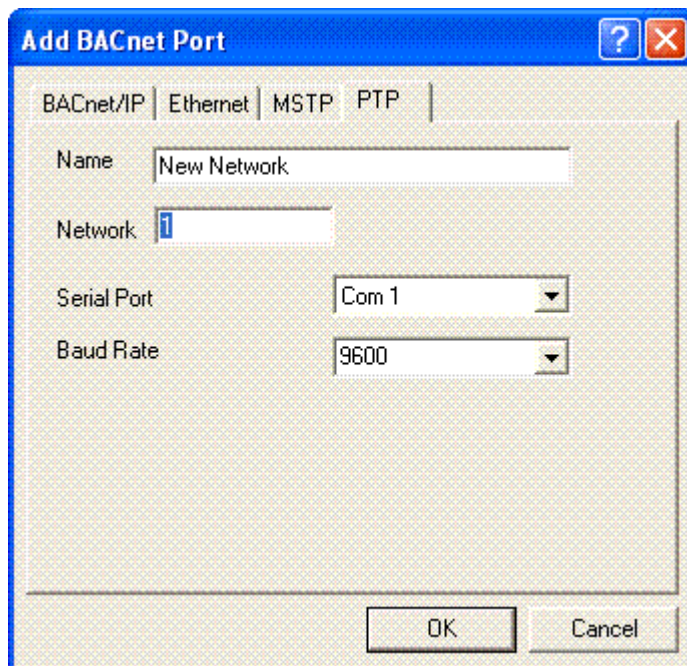 Add BACnet Port ?
BACnet/IP Ethernet MSTP PTP
Name New Network
Network 1
Serial Port Com 1
Baud Rate 9600
OK Cancel